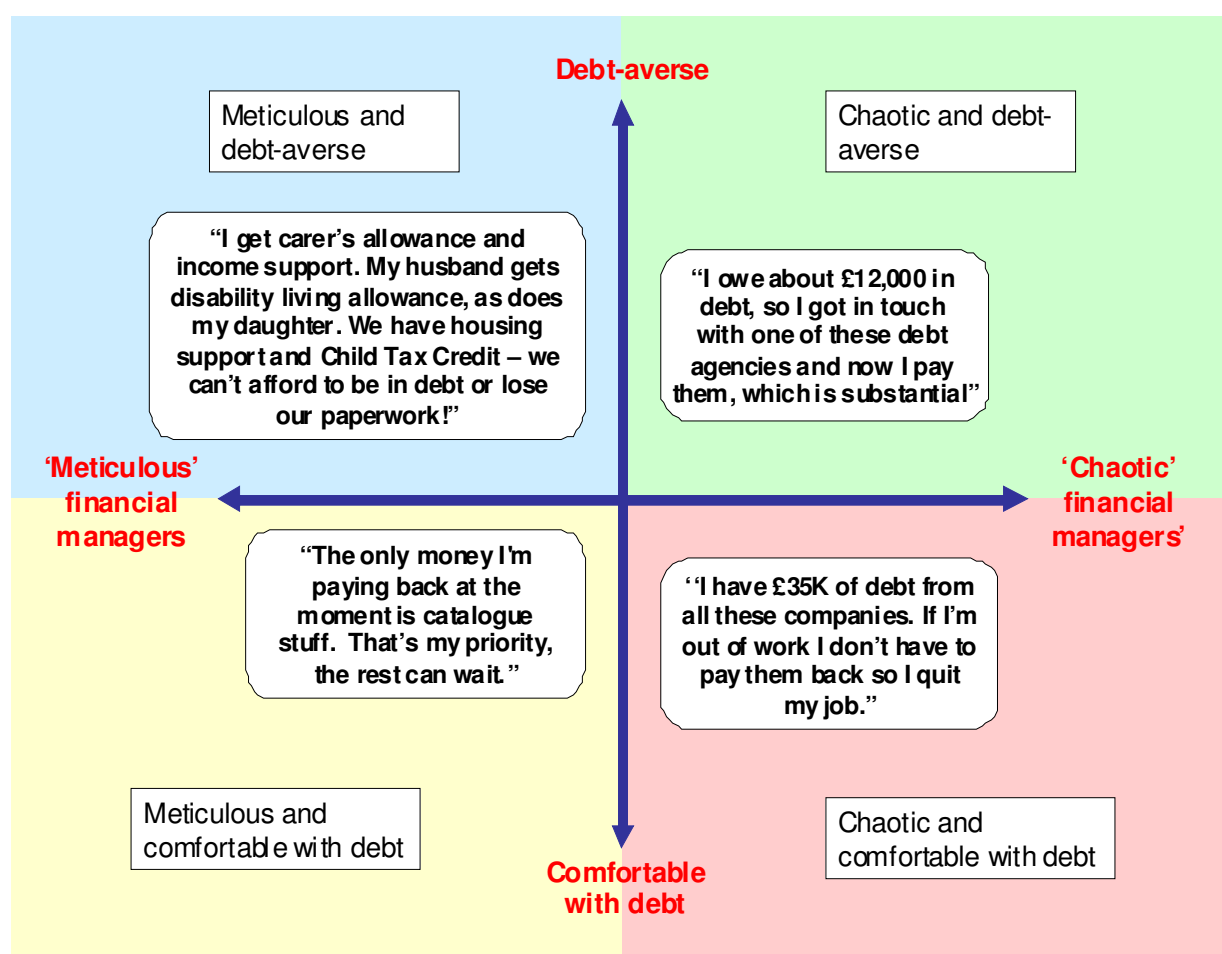 Debt-averse
Meticulous and
debt-averse
Chaotic and debt-
averse
“I get carer’s allowance and
income support. My husband gets
disability living allowance, as does
my daughter. We have housing
support and Child Tax Credit – we
can’t afford to be in debt or lose
our paperwork!”
“I owe about £12,000 in
debt, so I got in touch
with one of these debt
agencies and now I pay
them, which is substantial”
‘Meticulous’
financial
managers
‘Chaotic’
financial
managers’
“The only money I'm
paying back at the
moment is catalogue
stuff. That’s my priority,
the rest can wait.”
‘‘I have £35K of debt from
all these companies. If I’m
out of work I don’t have to
pay them back so I quit
my job.”
Meticulous and
comfortable with debt
Chaotic and
comfortable with debt
Comfortable
with debt